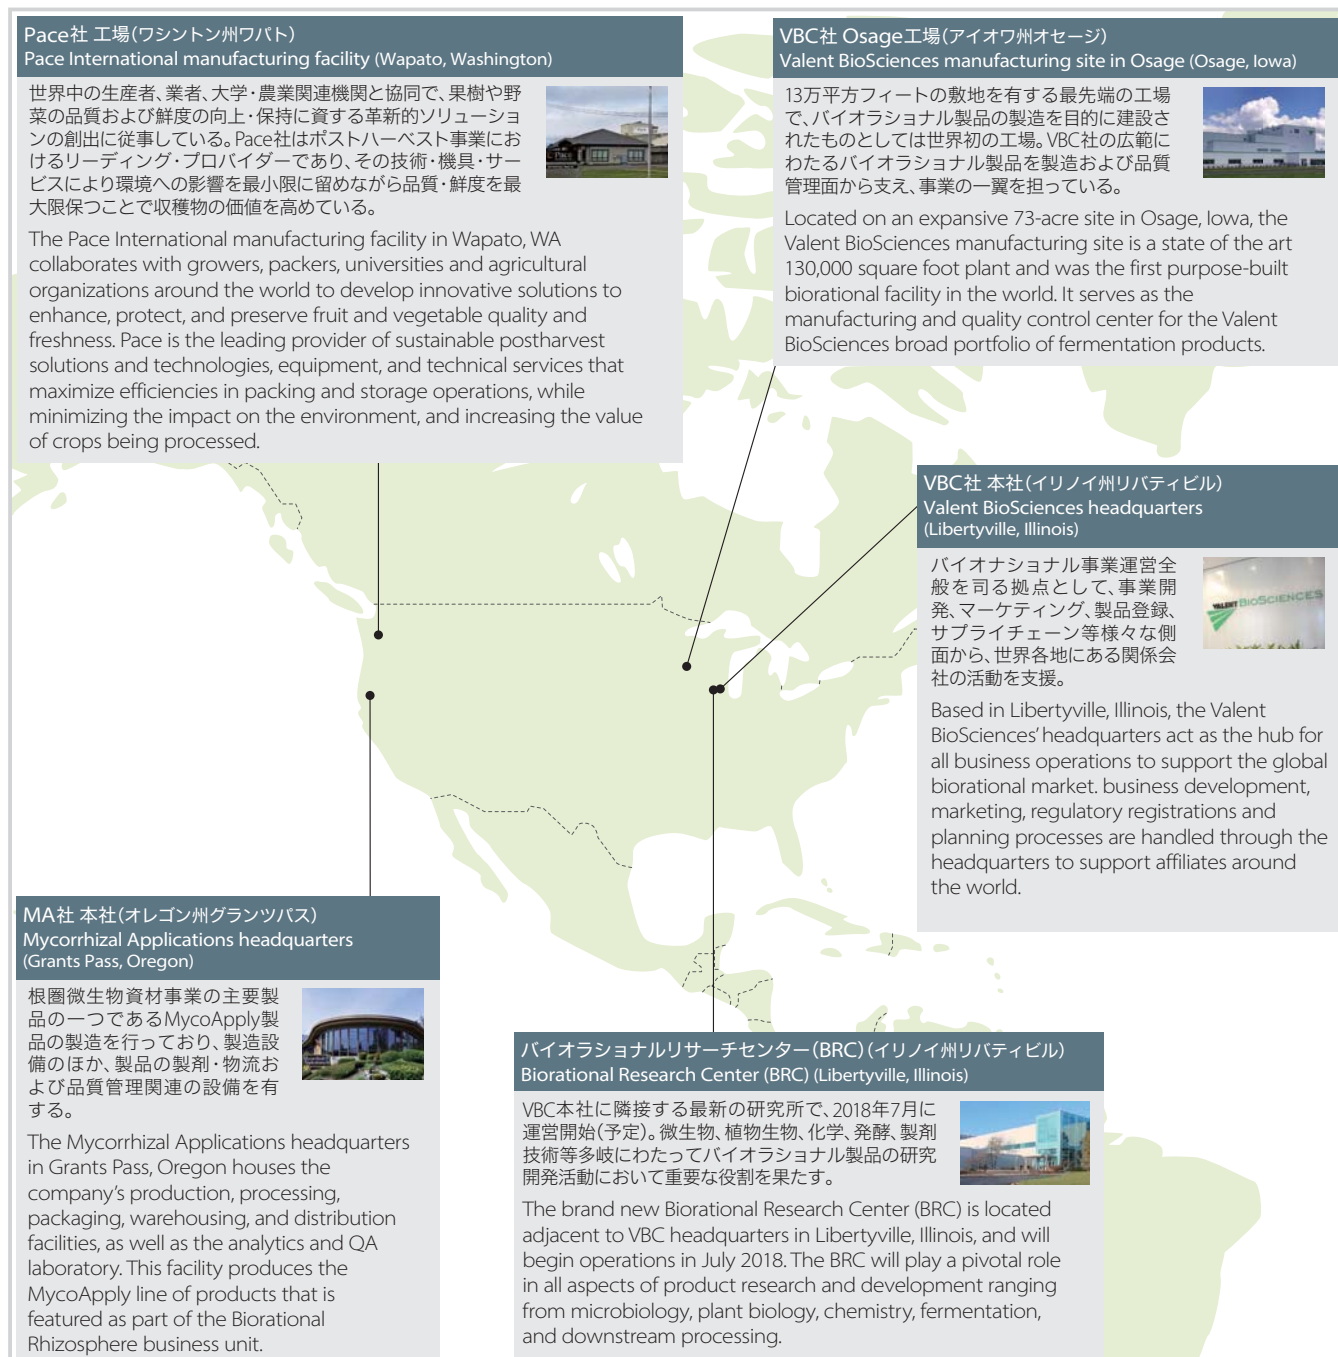 Pace社 工場（ワシントン州ワパト）
Pace International manufacturing facility (Wapato, Washington)
世界中の生産者、業者、大学・農業関連機関と協同で、果樹や野
菜の品質および鮮度の向上・保持に資する革新的ソリューショ
ンの創出に従事している。Pace社はポストハーベスト事業にお
けるリーディング・プロバイダーであり、その技術・機具・サー
ビスにより環境への影響を最小限に留めながら品質・鮮度を最
大限保つことで収穫物の価値を高めている。
The Pace International manufacturing facility in Wapato, WA
collaborates with growers, packers, universities and agricultural
organizations around the world to develop innovative solutions to
enhance, protect, and preserve fruit and vegetable quality and
freshness. Pace is the leading provider of sustainable postharvest
solutions and technologies, equipment, and technical services that
maximize efficiencies in packing and storage operations, while
minimizing the impact on the environment, and increasing the value
of crops being processed.
VBC社 Osage工場（アイオワ州オセージ）
Valent BioSciences manufacturing site in Osage (Osage, Iowa)
13万平方フィートの敷地を有する最先端の工場
で、バイオラショナル製品の製造を目的に建設さ
れたものとしては世界初の工場。VBC社の広範に
わたるバイオラショナル製品を製造および品質
管理面から支え、事業の一翼を担っている。
Located on an expansive 73-acre site in Osage, Iowa, the
Valent BioSciences manufacturing site is a state of the art
130,000 square foot plant and was the first purpose-built
biorational facility in the world. It serves as the
manufacturing and quality control center for the Valent
BioSciences broad portfolio of fermentation products.
VBC社 本社（イリノイ州リバティビル）
Valent BioSciences headquarters
(Libertyville, Illinois)
バイオナショナル事業運営全
般を司る拠点として、事業開
発、マーケティング、製品登録、
サプライチェーン等様々な側
面から、世界各地にある関係会
社の活動を支援。
VALENT BIOSCIENCES
Based in Libertyville, Illinois, the Valent
BioSciences’ headquarters act as the hub for
all business operations to support the global
biorational market. business development,
marketing, regulatory registrations and
planning processes are handled through the
headquarters to support affiliates around
the world.
MA社 本社（オレゴン州グランツパス）
Mycorrhizal Applications headquarters
(Grants Pass, Oregon)
根圏微生物資材事業の主要製
品の一つであるMycoApply製
品の製造を行っており、製造設
備のほか、製品の製剤・物流お
よび品質管理関連の設備を有
する。
The Mycorrhizal Applications headquarters
in Grants Pass, Oregon houses the
company’s production, processing,
packaging, warehousing, and distribution
facilities, as well as the analytics and QA
laboratory. This facility produces the
MycoApply line of products that is
featured as part of the Biorational
Rhizosphere business unit.
バイオラショナルリサーチセンター（BRC）（イリノイ州リバティビル）
Biorational Research Center (BRC) (Libertyville, Illinois)
VBC本社に隣接する最新の研究所で、2018年7月に
運営開始（予定）。微生物、植物生物、化学、発酵、製剤
技術等多岐にわたってバイオラショナル製品の研究
開発活動において重要な役割を果たす。
The brand new Biorational Research Center (BRC) is located
adjacent to VBC headquarters in Libertyville, Illinois, and will
begin operations in July 2018. The BRC will play a pivotal role
in all aspects of product research and development ranging
from microbiology, plant biology, chemistry, fermentation,
and downstream processing.